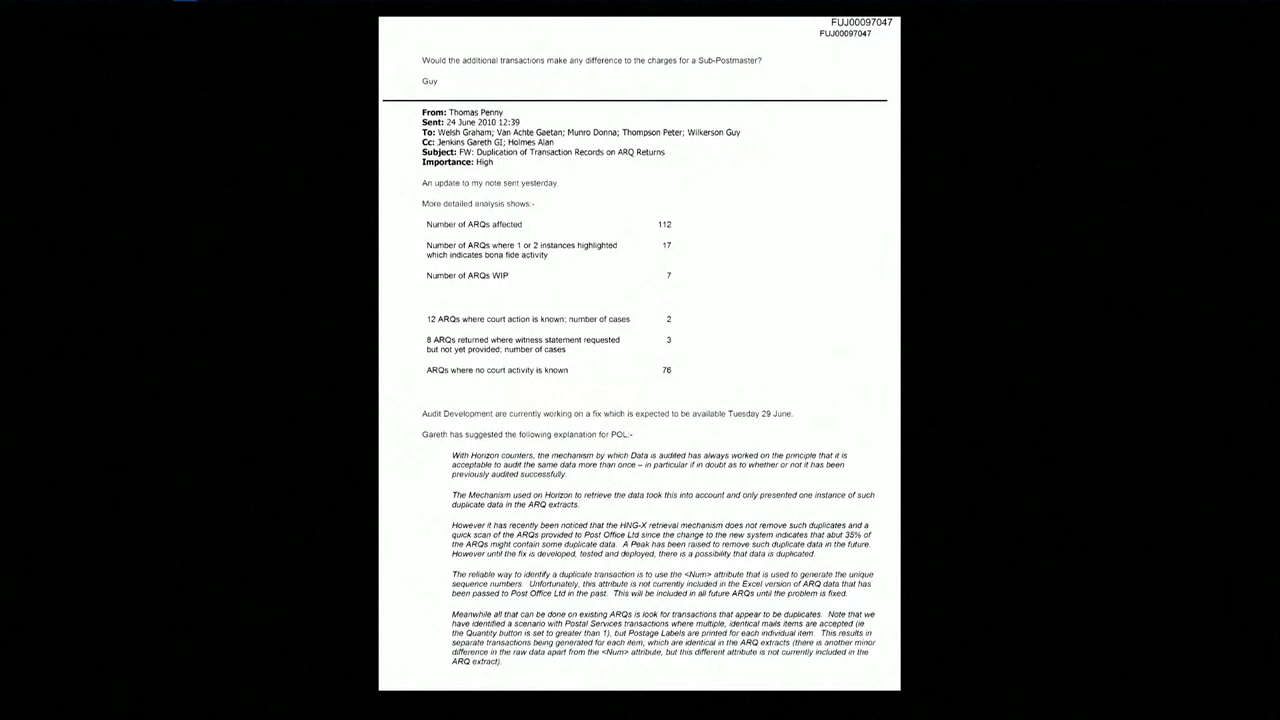 FUJ00097047
FUJ00097047
Would the additional transactions make any difference to the charges for a Sub-Postmaster?
Guy
From: Thomas Penny
Sent: 24 June 2010 12:39
To: Welsh Graham; Van Achte Gaetan; Munro Donna; Thompson Peter; Wilkerson Guy
Cc: Jenkins Gareth GI; Holmes Alan
Subject: FW: Duplication of Transaction Records on ARQ Returns
Importance: High
An update to my note sent yesterday
More detailed analysis shows:-
Number of ARQs affected 112
Number of ARQs where 1 or 2 instances highlighted 17
which indicates bona fide activity
Number of ARQs WIP 7
12 ARQs where court action is known; number of cases 2
8 ARQs returned where witness statement requested 3
but not yet provided; number of cases
ARQs where no court activity is known 76
Audit Development are currently working on a fix which is expected to be available Tuesday 29 June.
Gareth has suggested the following explanation for POL:-
With Horizon counters, the mechanism by which Data is audited has always worked on the principle that it is
acceptable to audit the same data more than once – in particular if in doubt as to whether or not it has been
previously audited successfully.
The Mechanism used on Horizon to retrieve the data took this into account and only presented one instance of such
duplicate data in the ARQ extracts.
However it has recently been noticed that the HNG-X retrieval mechanism does not remove such duplicates and a
quick scan of the ARQs provided to Post Office Ltd since the change to the new system indicates that abut 35% of
the ARQs might contain some duplicate data. A Peak has been raised to remove such duplicate data in the future.
However until the fix is developed, tested and deployed, there is a possibility that data is duplicated.
The reliable way to identify a duplicate transaction is to use the <Num> attribute that is used to generate the unique
sequence numbers. Unfortunately, this attribute is not currently included in the Excel version of ARQ data that has
been passed to Post Office Ltd in the past. This will be included in all future ARQs until the problem is fixed.
Meanwhile all that can be done on existing ARQs is look for transactions that appear to be duplicates. Note that we
have identified a scenario with Postal Services transactions where multiple, identical mails items are accepted (ie
the Quantity button is set to greater than 1), but Postage Labels are printed for each individual item. This results in
separate transactions being generated for each item, which are identical in the ARQ extracts (there is another minor
difference in the raw data apart from the <Num> attribute, but this different attribute is not currently included in the
ARQ extract).